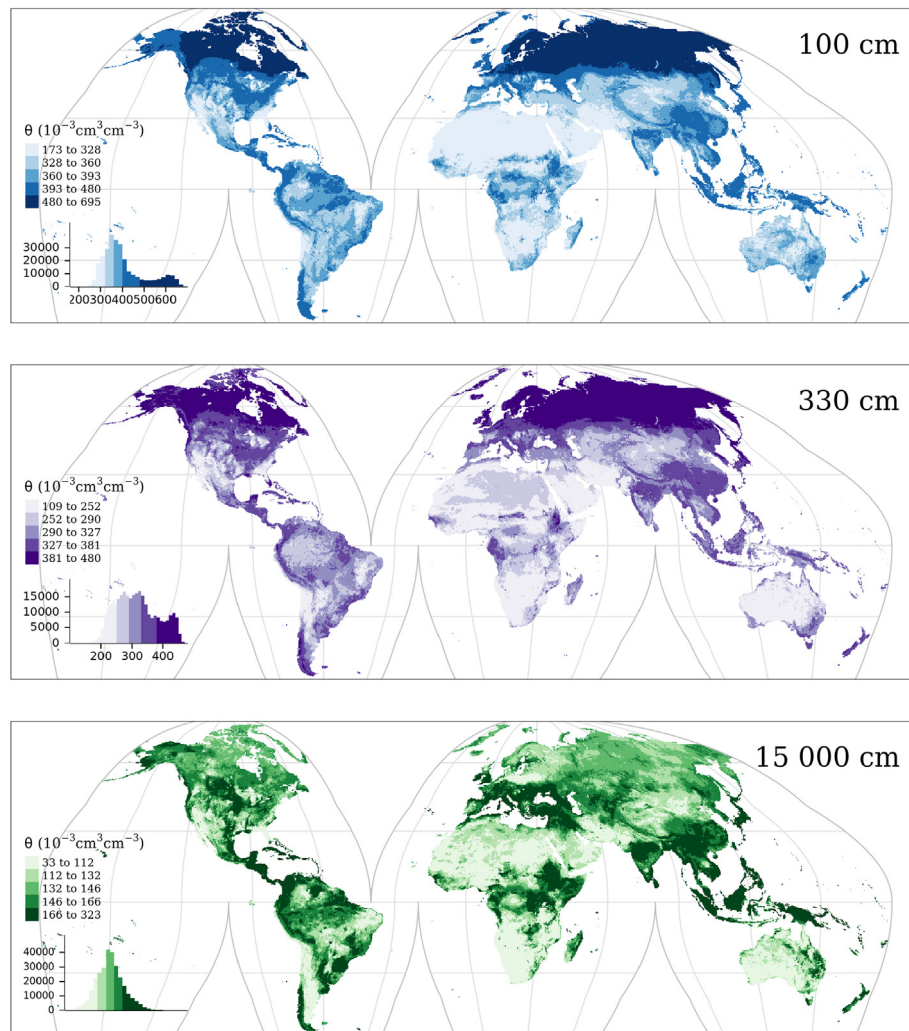 100 cm
θ (10⁻³cm³cm⁻³)
173 to 328
328 to 360
360 to 393
393 to 480
480 to 695
30000
20000
10000
0
200300400500600
330 cm
θ (10⁻³cm³cm⁻³)
109 to 252
252 to 290
290 to 327
327 to 381
381 to 480
15000
10000
5000
0
200 300 400
15 000 cm
θ (10⁻³cm³cm⁻³)
33 to 112
112 to 132
132 to 146
146 to 166
166 to 323
40000
30000
20000
10000
0
100 200